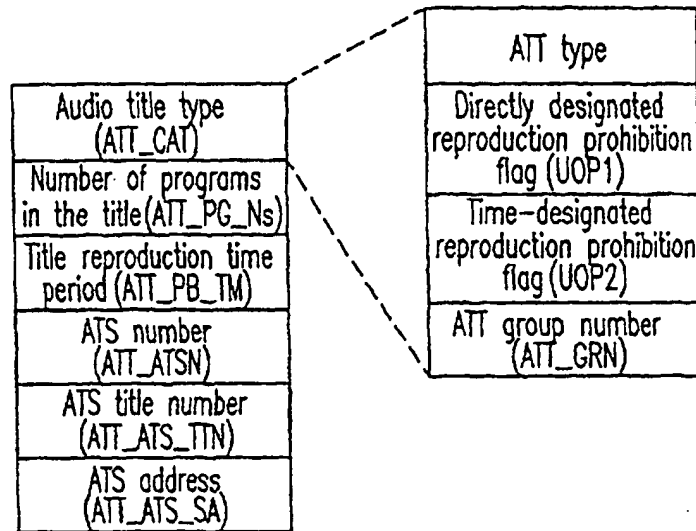 Audio title type
(ATT_CAT)
Number of programs
in the title(ATT_PG_Ns)
Title reproduction time
period(ATT_PB_TM)
ATS number
(ATT_ATSN)
ATS title number
(ATT_ATS_TTN)
ATS address
(ATT_ATS_SA)
ATT type
Directly designated
reproduction prohibition
flag(UOP1)
Time-designated
reproduction prohibition
flag(UOP2)
ATT group number
(ATT_GRN)